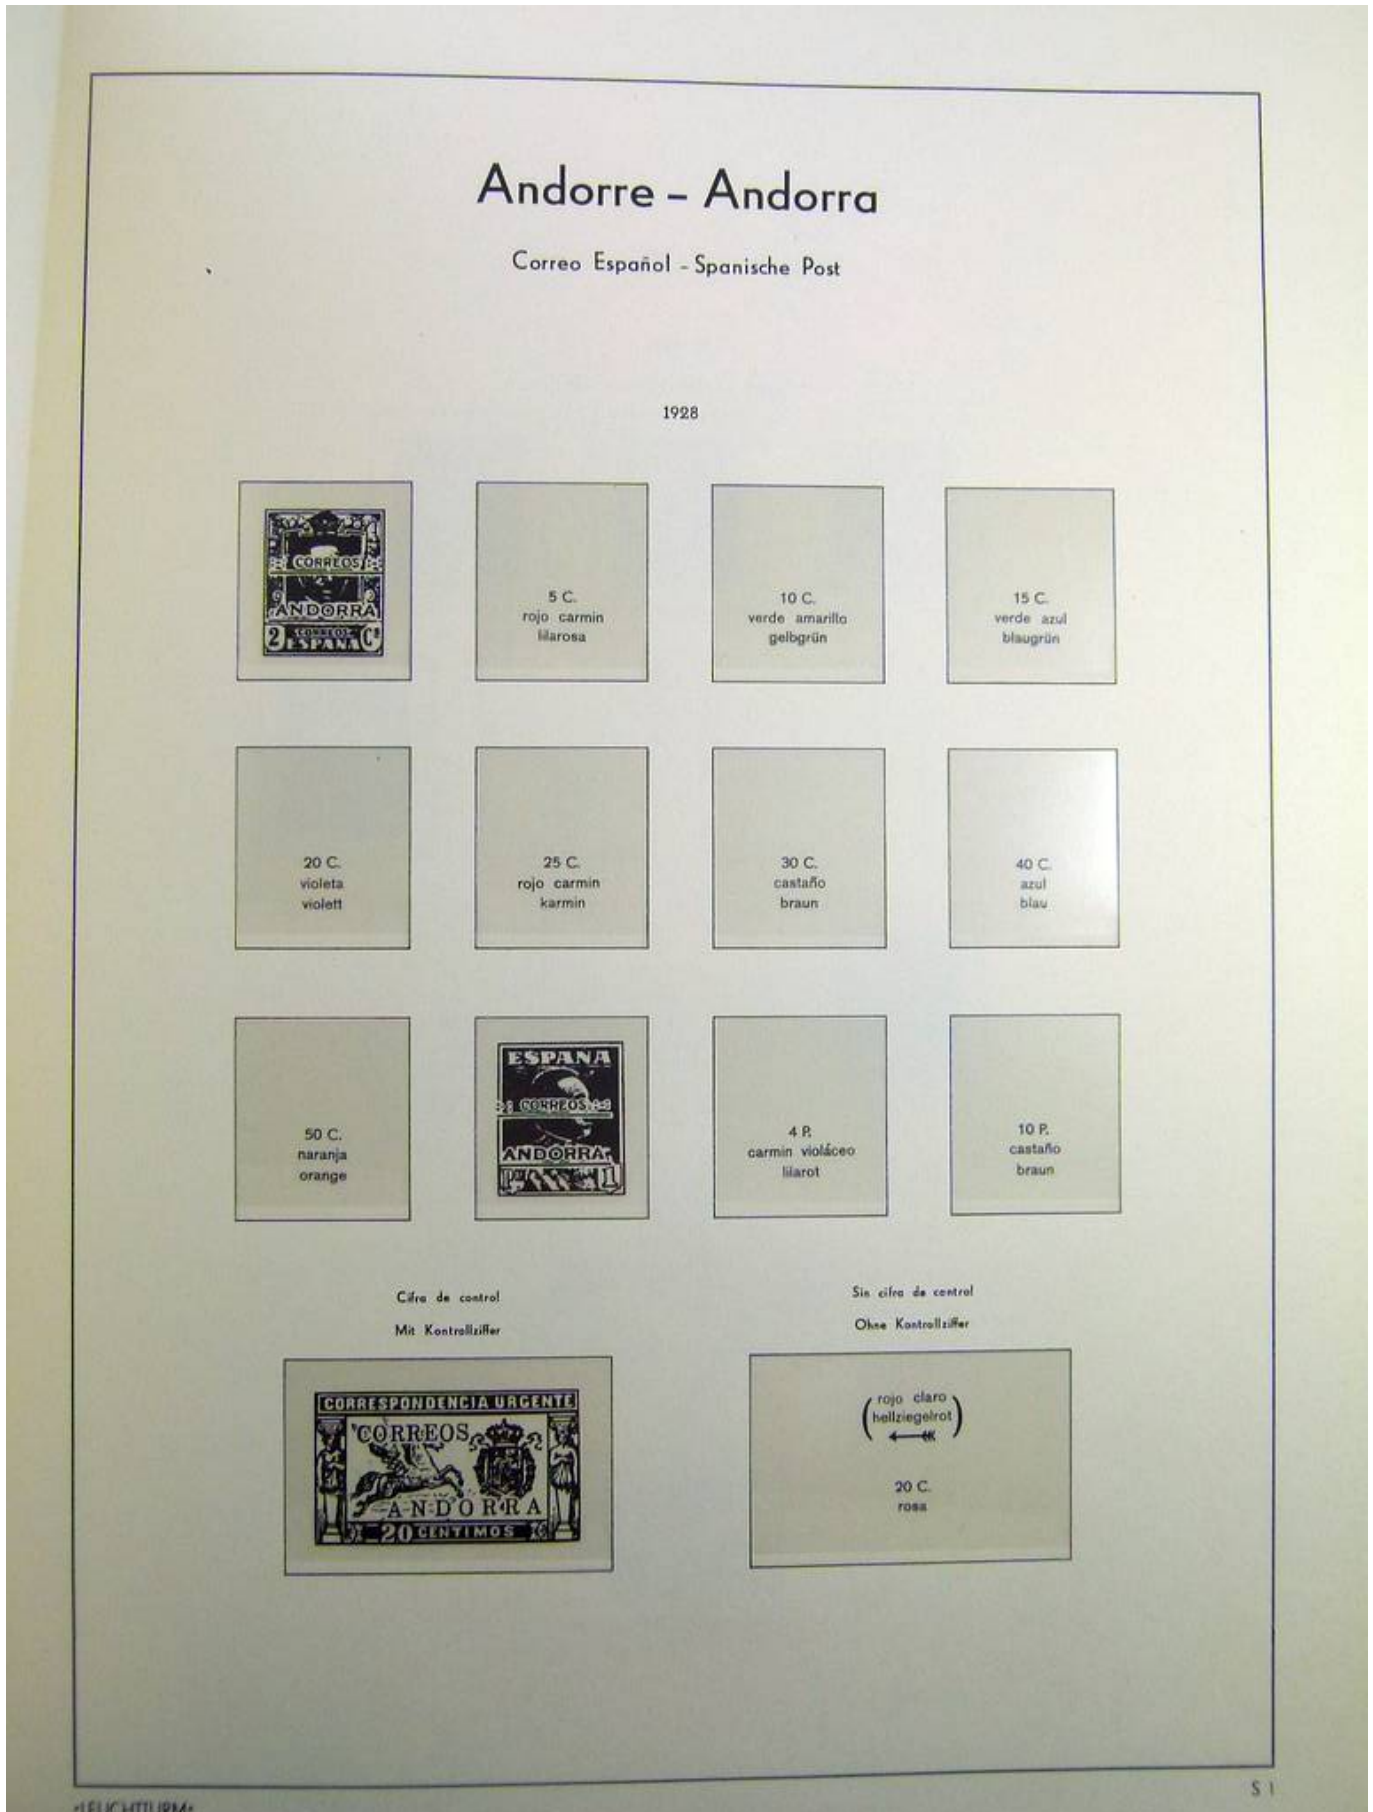 Andorre – Andorra
Correo Español – Spanische Post
1928
CORREOS
ANDORRA
CORREOS
2 ESPAÑA Cs
5 C.
rojo carmin
lilarosa
10 C.
verde amarillo
gelbgrün
15 C.
verde azul
blaugrün
20 C.
violeta
violett
25 C.
rojo carmin
karmin
30 C.
castaño
braun
40 C.
azul
blau
50 C.
naranja
orange
ESPAÑA
CORREOS
ANDORRA
1
4 P.
carmin violáceo
lilarot
10 P.
castaño
braun
Cifra de control
Mit Kontrollziffer
CORRESPONDENCIA URGENTE
CORREOS
ANDORRA
20 CENTIMOS
Sin cifra de control
Ohne Kontrollziffer
(rojo claro
hellziegelrot)
20 C.
rosa
S 1
»LEUCHTTURM«